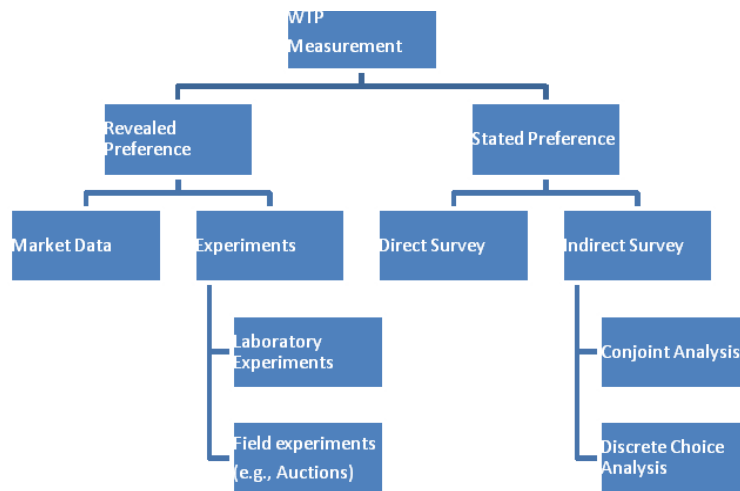 WTP
Measurement
Revealed
Preference
Stated Preference
Market Data
Experiments
Direct Survey
Indirect Survey
Laboratory
Experiments
Conjoint Analysis
Field experiments
(e.g., Auctions)
Discrete Choice
Analysis